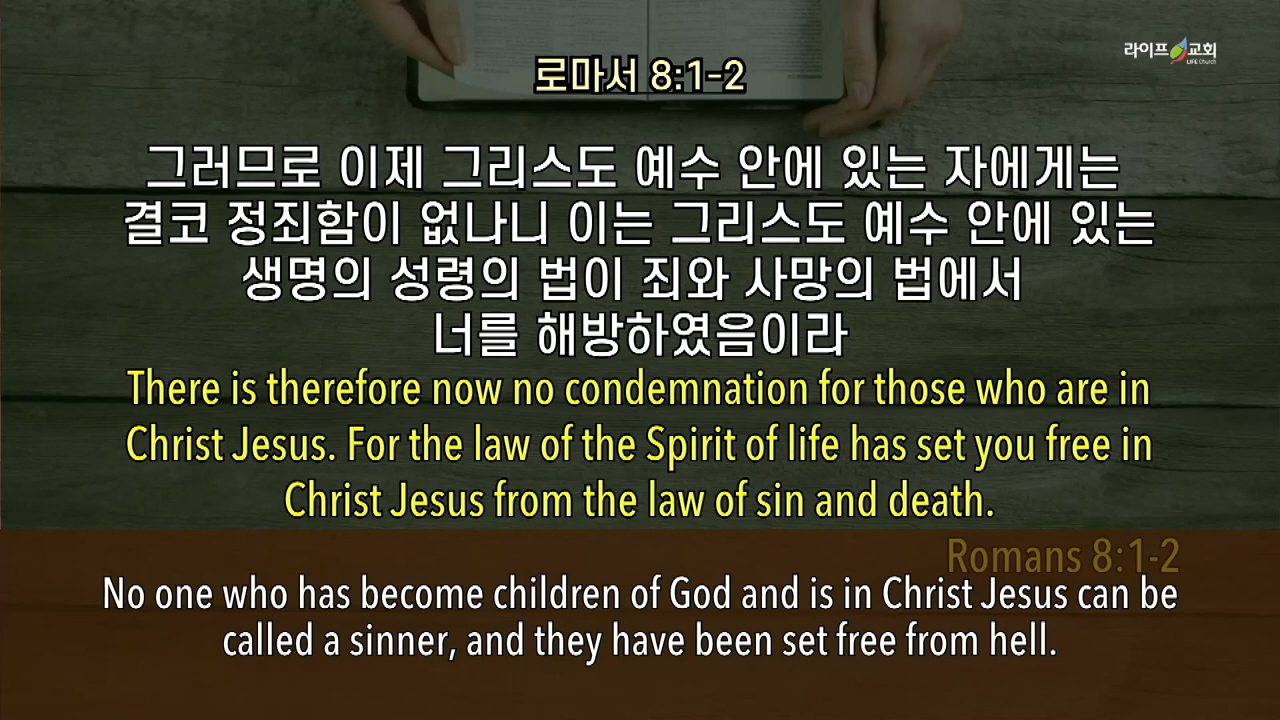 라이프 교회
LIFE Church
로마서 8:1-2
그러므로 이제 그리스도 예수 안에 있는 자에게는
결코 정죄함이 없나니 이는 그리스도 예수 안에 있는
생명의 성령의 법이 죄와 사망의 법에서
너를 해방하였음이라
There is therefore now no condemnation for those who are in
Christ Jesus. For the law of the Spirit of life has set you free in
Christ Jesus from the law of sin and death.
Romans 8:1-2
No one who has become children of God and is in Christ Jesus can be
called a sinner, and they have been set free from hell.